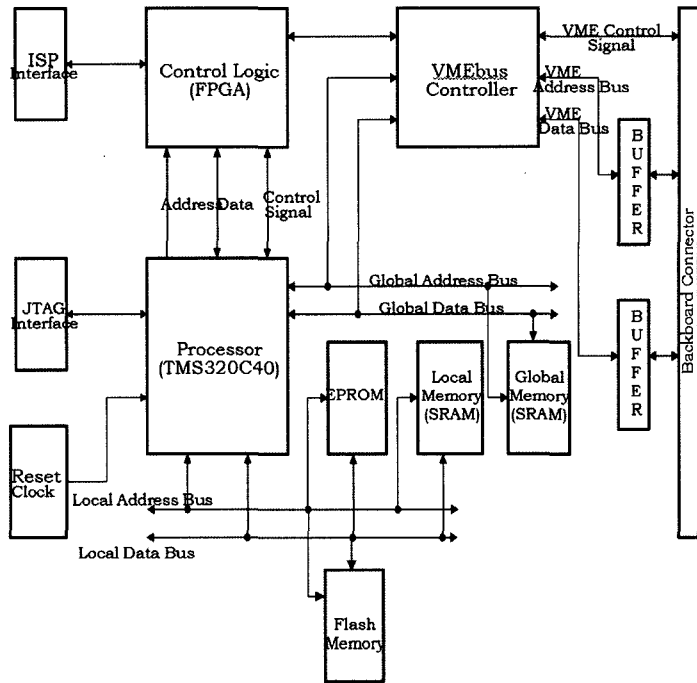 ISP
Interface
Control Logic
(FPGA)
VMEbus
Controller
VME Control
Signal
VME
Address Bus
VME
Data Bus
BUFFER
Backboard Connector
Address
Data
Control
Signal
JTAG
Interface
Processor
(TMS320C40)
Global Address Bus
Global Data Bus
BUFFER
EPROM
Local
Memory
(SRAM)
Global
Memory
(SRAM)
Reset
Clock
Local Address Bus
Local Data Bus
Flash
Memory